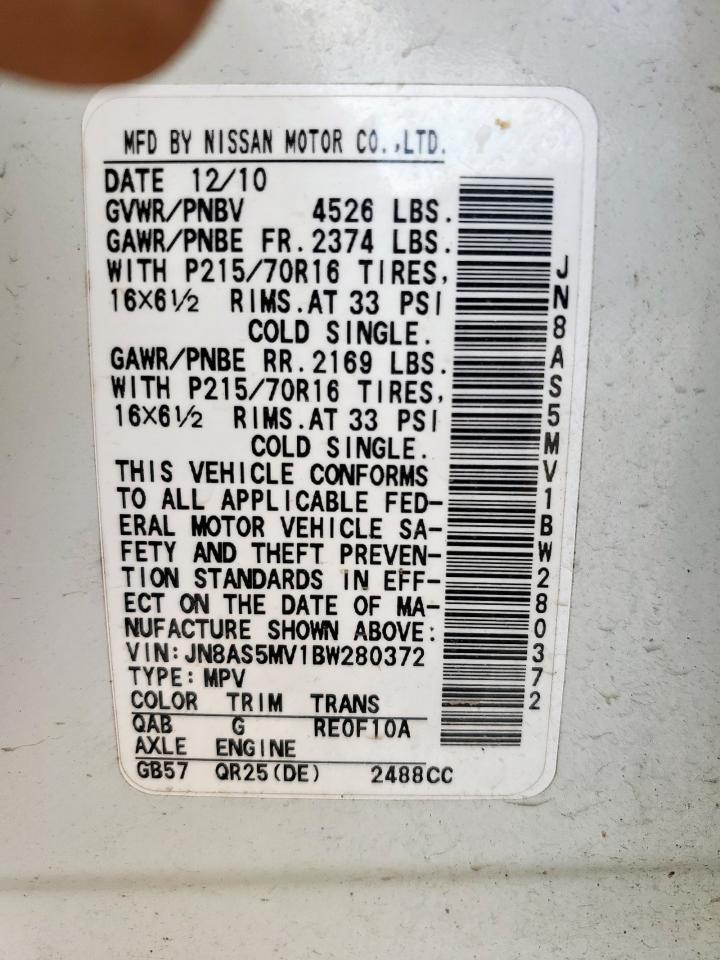 MFD BY NISSAN MOTOR CO.,LTD.
DATE 12/10
GVWR/PNBV 4526 LBS.
GAWR/PNBE FR. 2374 LBS.
WITH P215/70R16 TIRES,
16X6½ RIMS. AT 33 PSI
COLD SINGLE.
GAWR/PNBE RR. 2169 LBS.
WITH P215/70R16 TIRES,
16X6½ RIMS. AT 33 PSI
COLD SINGLE.
THIS VEHICLE CONFORMS
TO ALL APPLICABLE FED-
ERAL MOTOR VEHICLE SA-
FETY AND THEFT PREVEN-
TION STANDARDS IN EFF-
ECT ON THE DATE OF MA-
NUFACTURE SHOWN ABOVE:
VIN: JN8AS5MV1BW280372
TYPE: MPV
COLOR TRIM TRANS
QAB G RE0F10A
AXLE ENGINE
GB57 QR25(DE) 2488CC
JN8AS5MV1BW280372